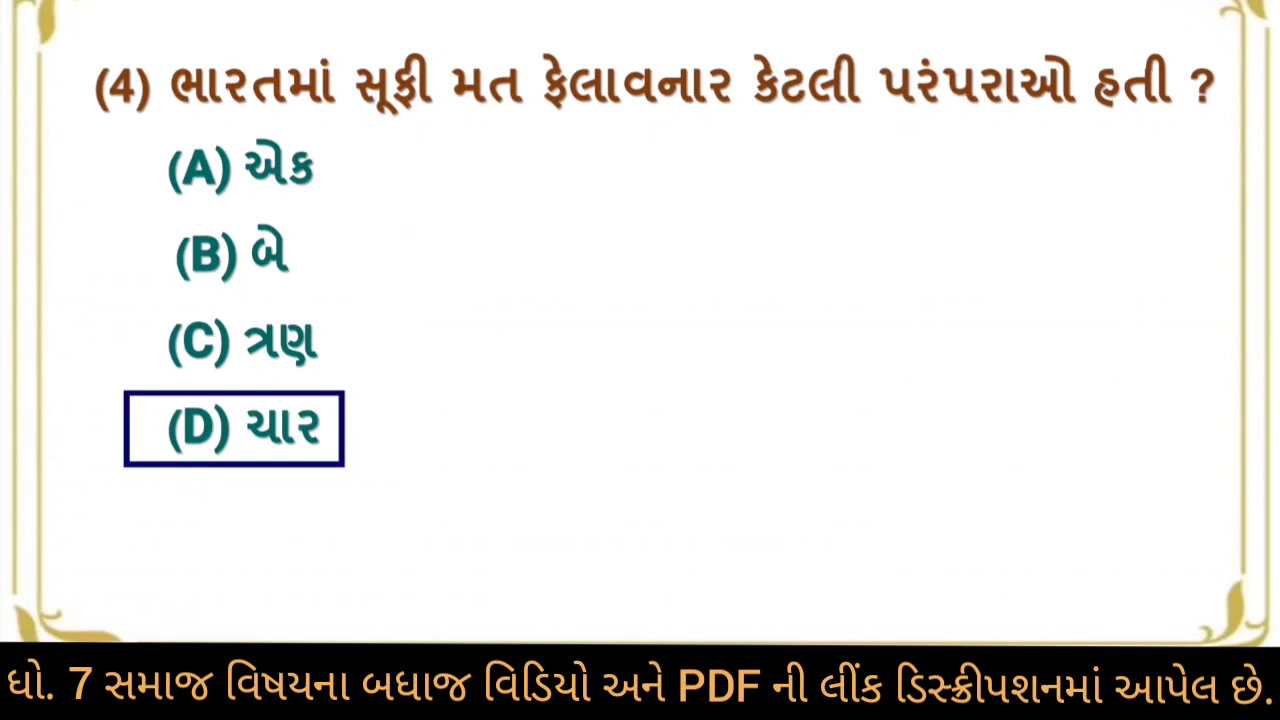 (4) ભારતમાં સૂફી મત ફેલાવનાર કેટલી પરંપરાઓ હતી ?
(A) એક
(B) બે
(C) ત્રણ
(D) ચાર
ધો. 7 સમાજ વિષયના બધાજ વિડિયો અને PDF ની લીંક ડિસ્ક્રીપશનમાં આપેલ છે.